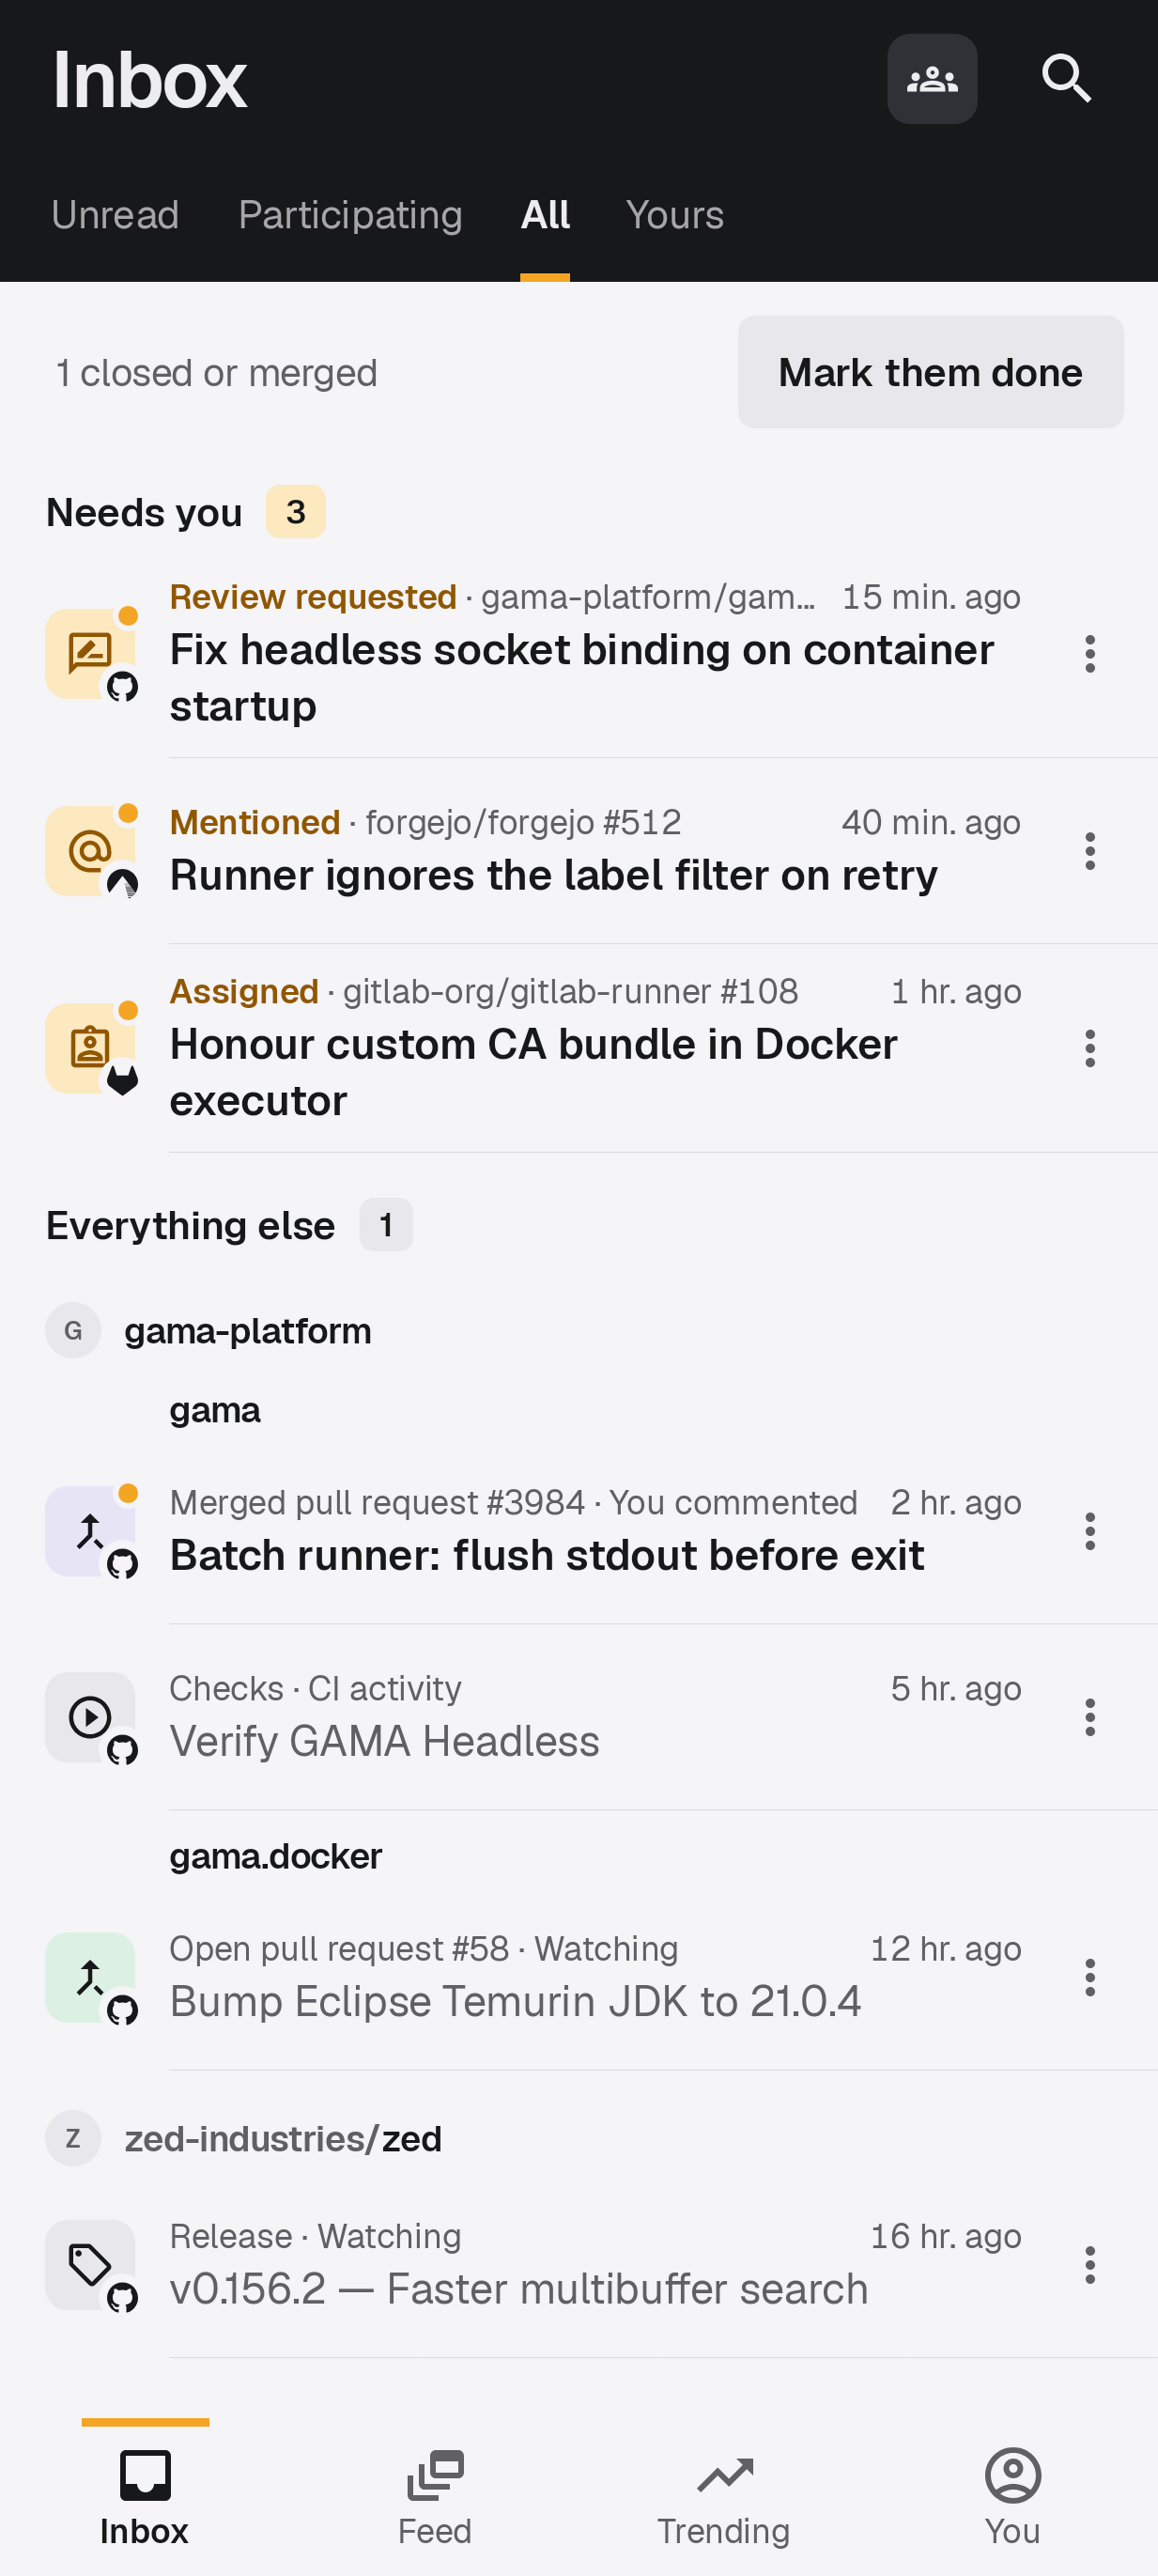 Inbox
Unread Participating All Yours
1 closed or merged Mark them done
Needs you 3
Review requested · gama-platform/gam... 15 min. ago
Fix headless socket binding on container
startup
Mentioned · forgejo/forgejo #512 40 min. ago
Runner ignores the label filter on retry
Assigned · gitlab-org/gitlab-runner #108 1 hr. ago
Honour custom CA bundle in Docker
executor
Everything else 1
G gama-platform
gama
Merged pull request #3984 · You commented 2 hr. ago
Batch runner: flush stdout before exit
Checks · CI activity 5 hr. ago
Verify GAMA Headless
gama.docker
Open pull request #58 · Watching 12 hr. ago
Bump Eclipse Temurin JDK to 21.0.4
Z zed-industries/zed
Release · Watching 16 hr. ago
v0.156.2 — Faster multibuffer search
Inbox Feed Trending You